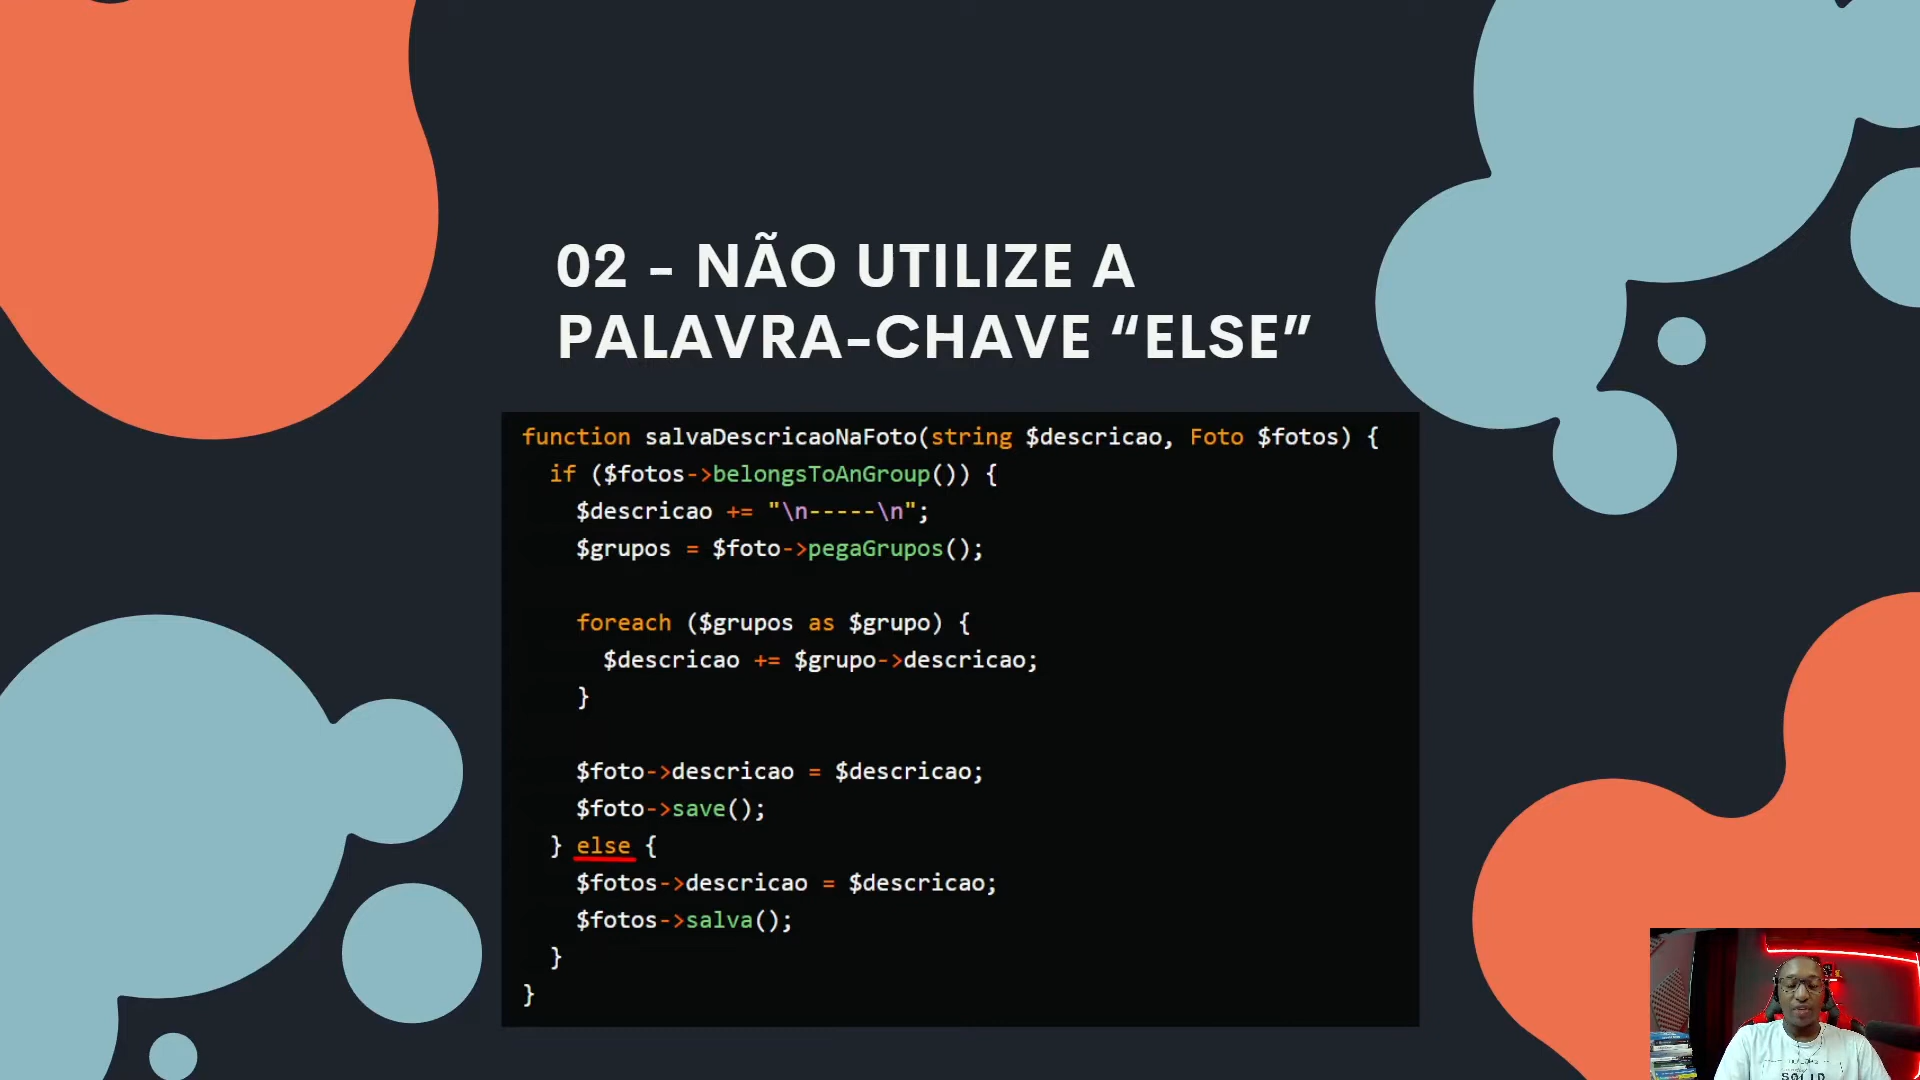 02 - NÃO UTILIZE A
PALAVRA-CHAVE “ELSE”
function salvaDescricaoNaFoto(string $descricao, Foto $fotos) {
if ($fotos->belongsToAnGroup()) {
$descricao += "\n-----\n";
$grupos = $foto->pegaGrupos();
foreach ($grupos as $grupo) {
$descricao += $grupo->descricao;
}
$foto->descricao = $descricao;
$foto->save();
} else {
$fotos->descricao = $descricao;
$fotos->salva();
}
}
SOLID